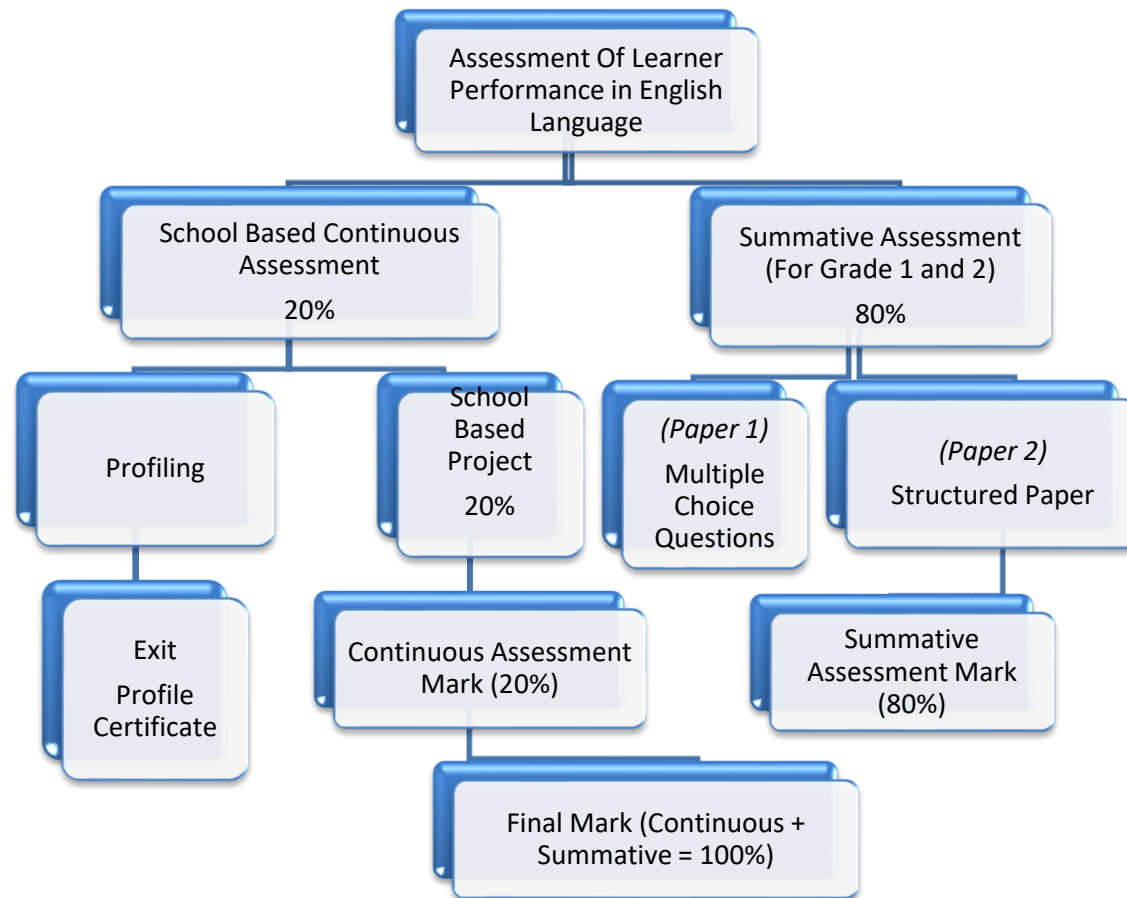 Assessment Of Learner
Performance in English
Language
School Based Continuous
Assessment
20%
Summative Assessment
(For Grade 1 and 2)
80%
Profiling
School
Based
Project
20%
(Paper 1)
Multiple
Choice
Questions
(Paper 2)
Structured Paper
Exit
Profile
Certificate
Continuous Assessment
Mark (20%)
Summative
Assessment Mark
(80%)
Final Mark (Continuous +
Summative = 100%)